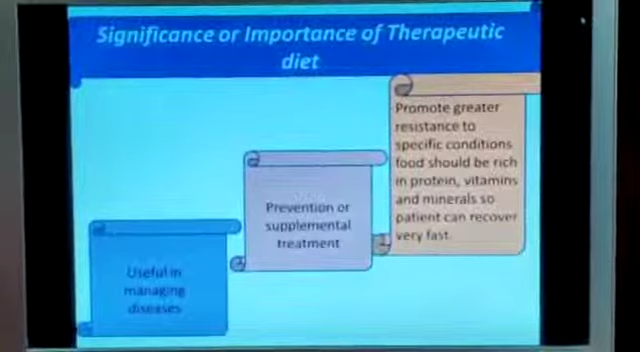 Significance or Importance of Therapeutic
diet
Useful in
managing
diseases
Prevention or
supplemental
treatment
Promote greater
resistance to
specific conditions
food should be rich
in protein, vitamins
and minerals so
patient can recover
very fast.